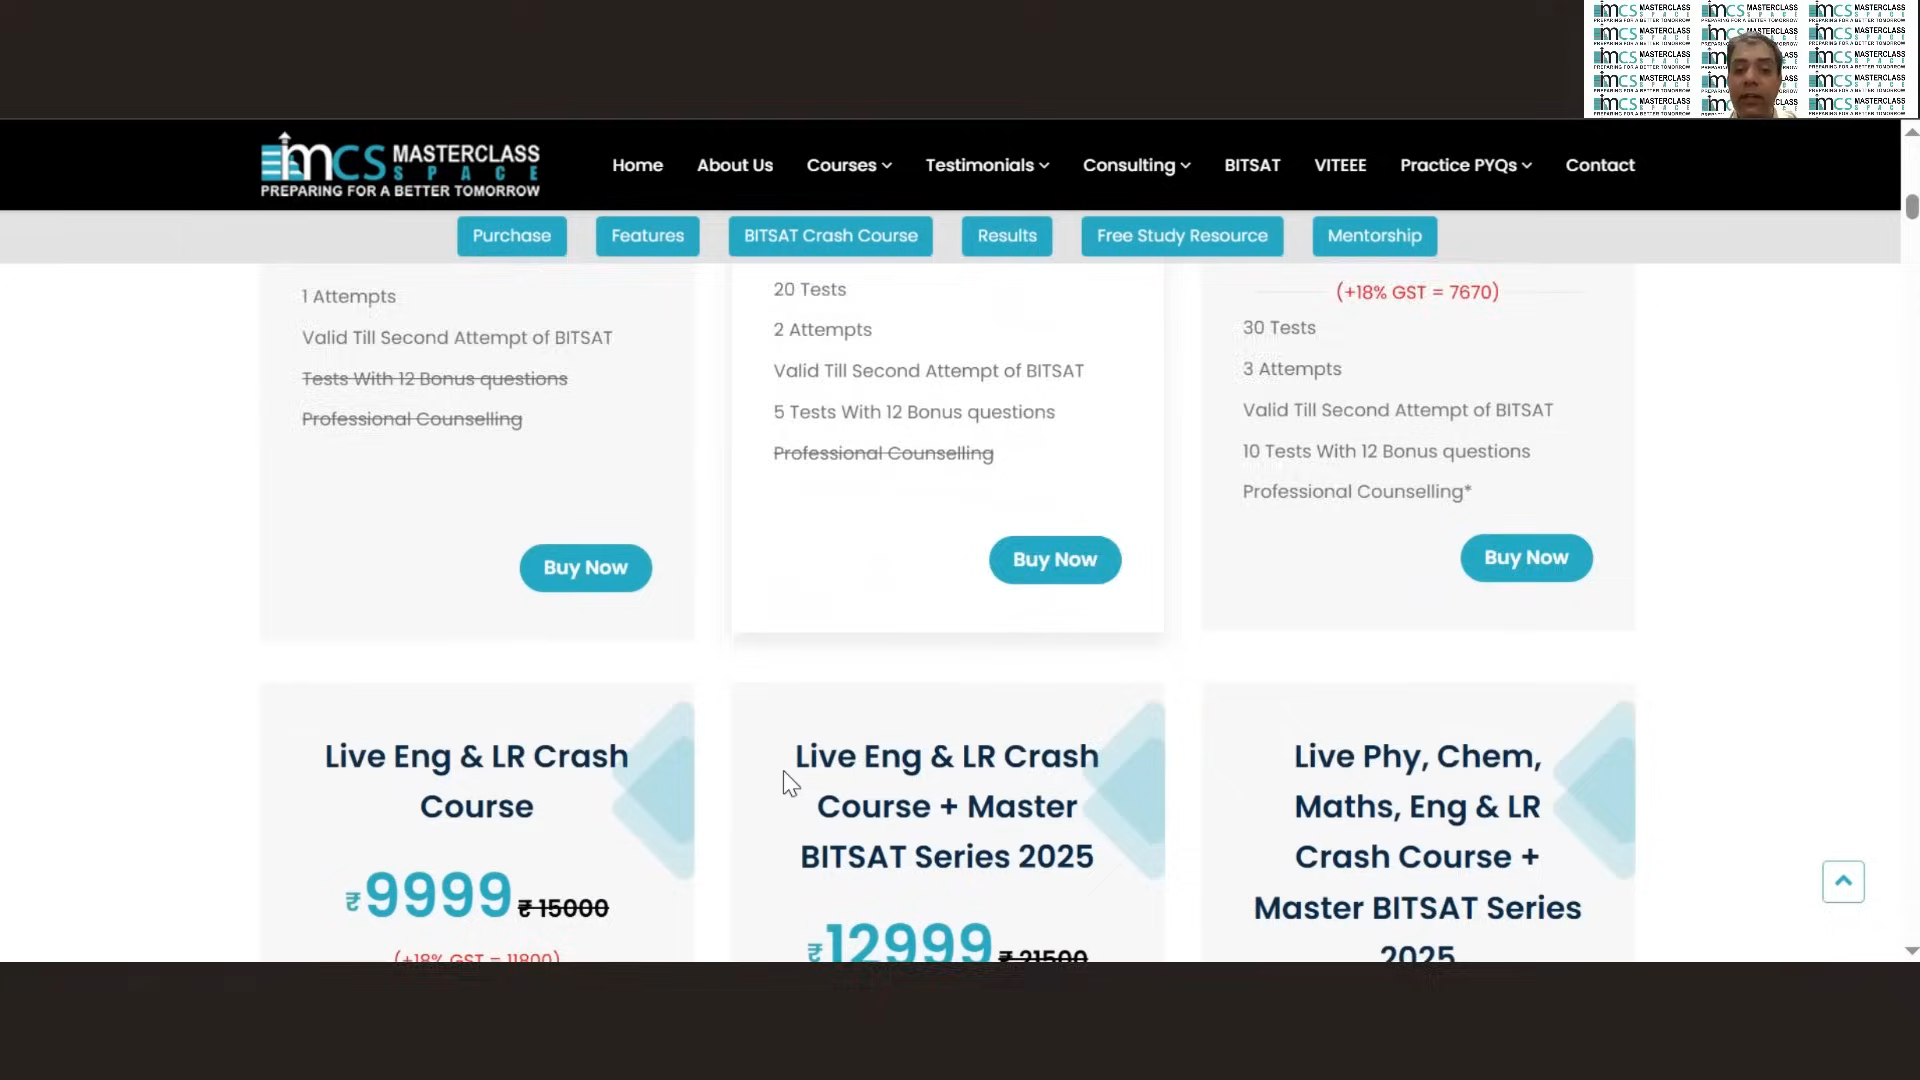 MCS MASTERCLASS
SPACE
PREPARING FOR A BETTER TOMORROW
Home
About Us
Courses
Testimonials
Consulting
BITSAT
VITEEE
Practice PYQs
Contact
Purchase
Features
BITSAT Crash Course
Results
Free Study Resource
Mentorship
1 Attempts
Valid Till Second Attempt of BITSAT
Tests With 12 Bonus questions
Professional Counselling
Buy Now
20 Tests
2 Attempts
Valid Till Second Attempt of BITSAT
5 Tests With 12 Bonus questions
Professional Counselling
Buy Now
(+18% GST = 7670)
30 Tests
3 Attempts
Valid Till Second Attempt of BITSAT
10 Tests With 12 Bonus questions
Professional Counselling*
Buy Now
Live Eng & LR Crash
Course
₹9999 ₹ 15000
(+18% GST = 11800)
Live Eng & LR Crash
Course + Master
BITSAT Series 2025
₹12999 ₹ 21500
Live Phy, Chem,
Maths, Eng & LR
Crash Course +
Master BITSAT Series
2025